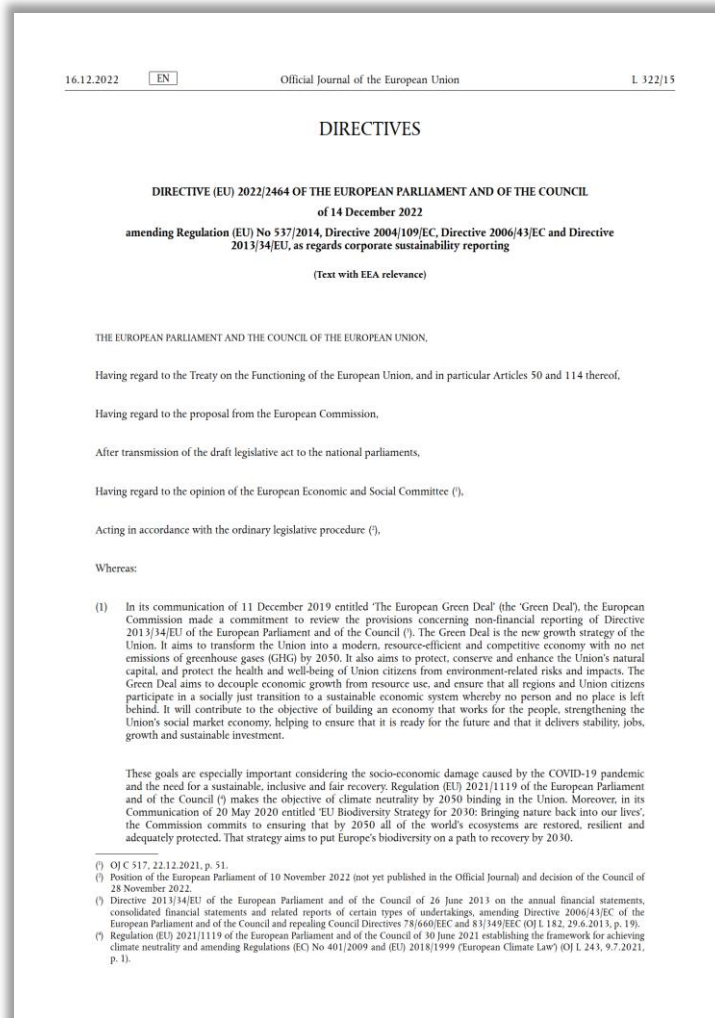 16.12.2022 EN Official Journal of the European Union L 322/15
DIRECTIVES
DIRECTIVE (EU) 2022/2464 OF THE EUROPEAN PARLIAMENT AND OF THE COUNCIL
of 14 December 2022
amending Regulation (EU) No 537/2014, Directive 2004/109/EC, Directive 2006/43/EC and Directive
2013/34/EU, as regards corporate sustainability reporting
(Text with EEA relevance)
THE EUROPEAN PARLIAMENT AND THE COUNCIL OF THE EUROPEAN UNION,
Having regard to the Treaty on the Functioning of the European Union, and in particular Articles 50 and 114 thereof,
Having regard to the proposal from the European Commission,
After transmission of the draft legislative act to the national parliaments,
Having regard to the opinion of the European Economic and Social Committee (¹),
Acting in accordance with the ordinary legislative procedure (²),
Whereas:
(1) In its communication of 11 December 2019 entitled ‘The European Green Deal’ (the ‘Green Deal’), the European
Commission made a commitment to review the provisions concerning non-financial reporting of Directive
2013/34/EU of the European Parliament and of the Council (³). The Green Deal is the new growth strategy of the
Union. It aims to transform the Union into a modern, resource-efficient and competitive economy with no net
emissions of greenhouse gases (GHG) by 2050. It also aims to protect, conserve and enhance the Union’s natural
capital, and protect the health and well-being of Union citizens from environment-related risks and impacts. The
Green Deal aims to decouple economic growth from resource use, and ensure that all regions and Union citizens
participate in a socially just transition to a sustainable economic system whereby no person and no place is left
behind. It will contribute to the objective of building an economy that works for the people, strengthening the
Union’s social market economy, helping to ensure that it is ready for the future and that it delivers stability, jobs,
growth and sustainable investment.
These goals are especially important considering the socio-economic damage caused by the COVID-19 pandemic
and the need for a sustainable, inclusive and fair recovery. Regulation (EU) 2021/1119 of the European Parliament
and of the Council (⁴) makes the objective of climate neutrality by 2050 binding in the Union. Moreover, in its
Communication of 20 May 2020 entitled ‘EU Biodiversity Strategy for 2030: Bringing nature back into our lives’,
the Commission commits to ensuring that by 2050 all of the world’s ecosystems are restored, resilient and
adequately protected. That strategy aims to put Europe’s biodiversity on a path to recovery by 2030.
(¹) OJ C 517, 22.12.2021, p. 51.
(²) Position of the European Parliament of 10 November 2022 (not yet published in the Official Journal) and decision of the Council of
28 November 2022.
(³) Directive 2013/34/EU of the European Parliament and of the Council of 26 June 2013 on the annual financial statements,
consolidated financial statements and related reports of certain types of undertakings, amending Directive 2006/43/EC of the
European Parliament and of the Council and repealing Council Directives 78/660/EEC and 83/349/EEC (OJ L 182, 29.6.2013, p. 19).
(⁴) Regulation (EU) 2021/1119 of the European Parliament and of the Council of 30 June 2021 establishing the framework for achieving
climate neutrality and amending Regulations (EC) No 401/2009 and (EU) 2018/1999 (‘European Climate Law’) (OJ L 243, 9.7.2021,
p. 1).